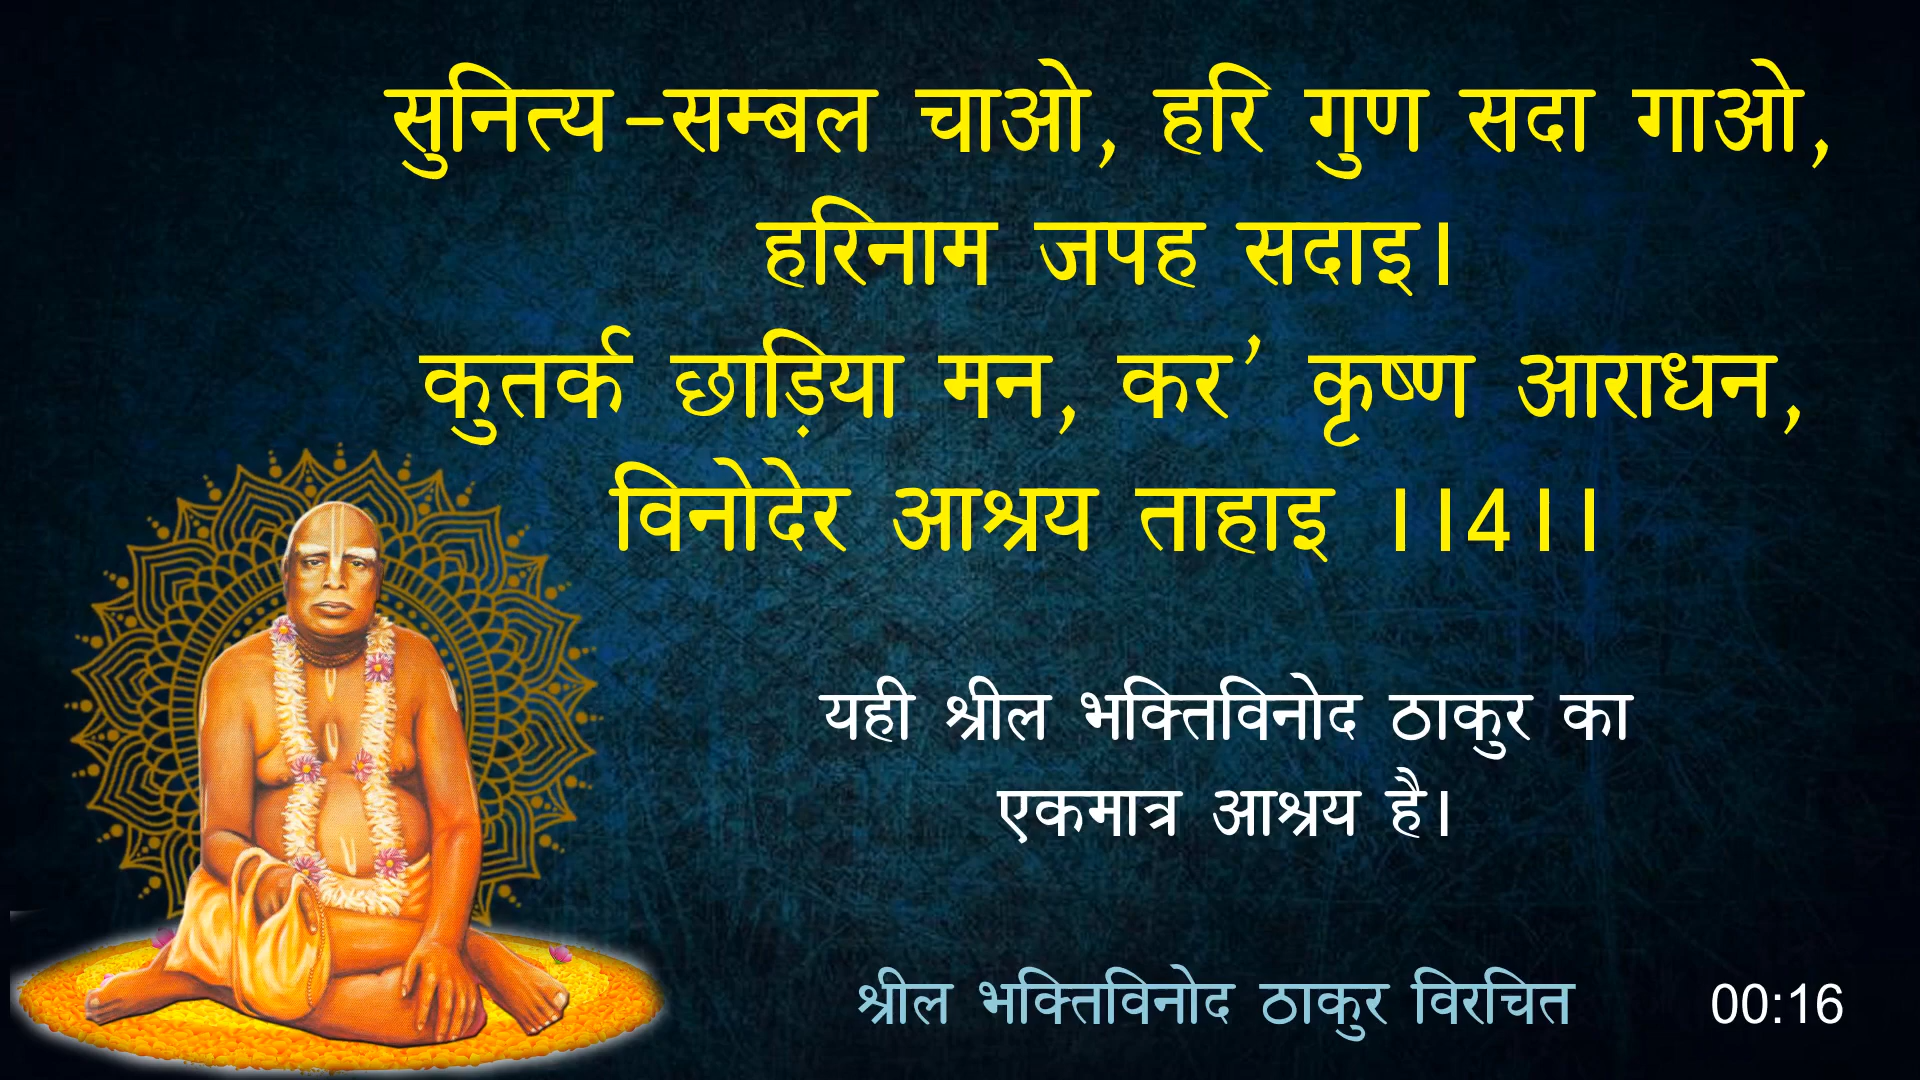 सुनित्य-सम्बल चाओ, हरि गुण सदा गाओ,
हरिनाम जपह सदाइ।
कुतर्क छाड़िया मन, कर’ कृष्ण आराधन,
विनोदेर आश्रय ताहाइ ।।4।।
यही श्रील भक्तिविनोद ठाकुर का
एकमात्र आश्रय है।
श्रील भक्तिविनोद ठाकुर विरचित
00:16